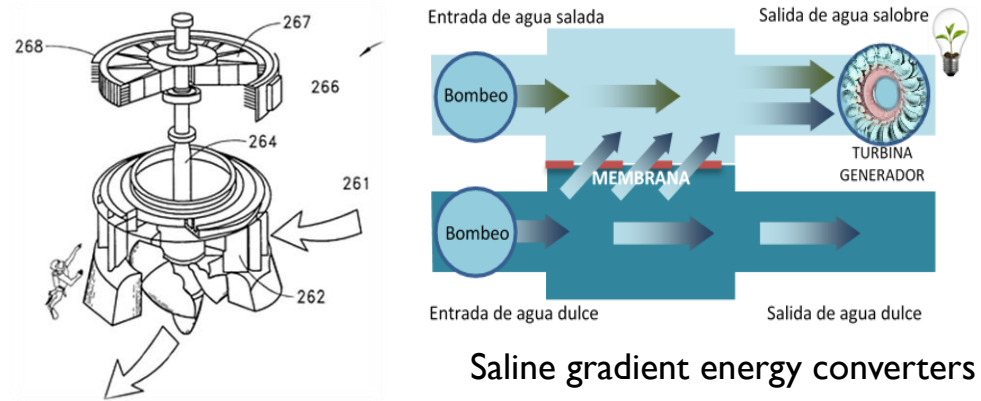 267
268
266
264
261
262
Entrada de agua salada
Salida de agua salobre
Bombeo
TURBINA
GENERADOR
MEMBRANA
Bombeo
Entrada de agua dulce
Salida de agua dulce
Saline gradient energy converters